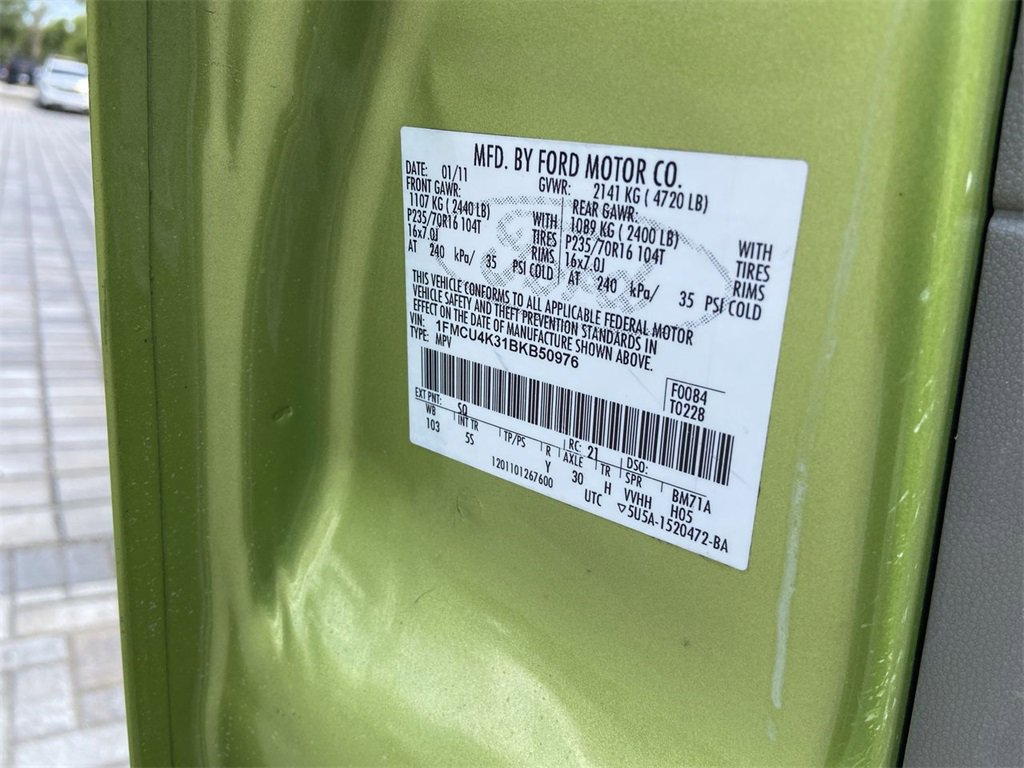 MFD. BY FORD MOTOR CO.
DATE: 01/11 GVWR: 2141 KG ( 4720 LB)
FRONT GAWR: REAR GAWR:
1107 KG ( 2440 LB) WITH 1089 KG ( 2400 LB) WITH
P235/70R16 104T TIRES P235/70R16 104T TIRES
16x7.0J RIMS 16x7.0J RIMS
AT 240 kPa/ 35 PSI COLD AT 240 kPa/ 35 PSI COLD
THIS VEHICLE CONFORMS TO ALL APPLICABLE FEDERAL MOTOR
VEHICLE SAFETY AND THEFT PREVENTION STANDARDS IN
EFFECT ON THE DATE OF MANUFACTURE SHOWN ABOVE.
VIN: 1FMCU4K31BKB50976
TYPE: MPV
F0084
T022B
EXT PNT: SQ RC: 21 DSO:
WB INT TR TP/PS R AXLE TR SPR BM71A
103 5S Y 30 H VVHH H05
1201101267600 UTC ▽5U5A-1520472-BA
Ford